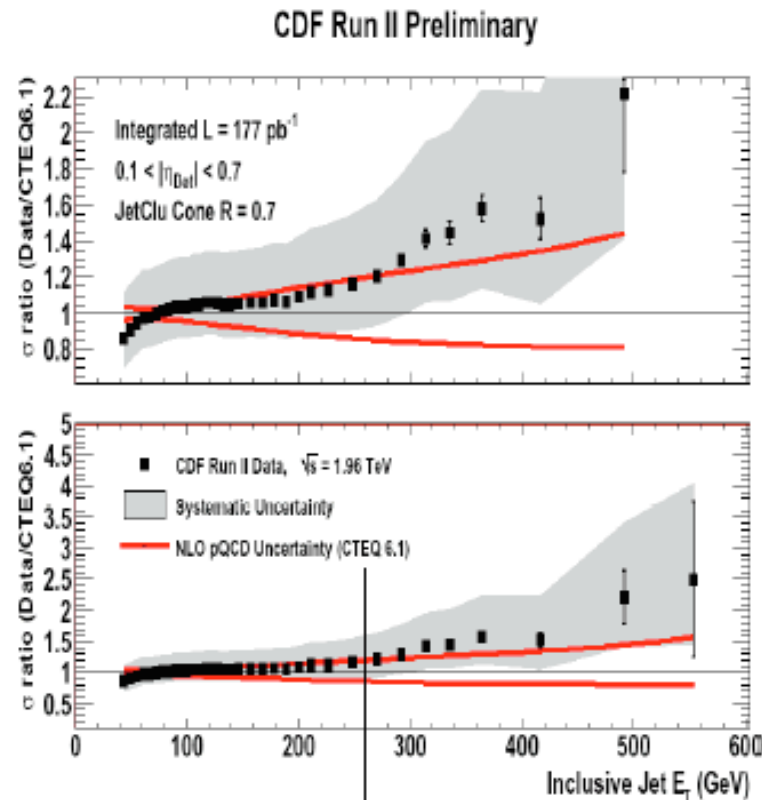 CDF Run II Preliminary
σ ratio (Data/CTEQ6.1)
2.2
2
1.8
1.6
1.4
1.2
1
0.8
Integrated L = 177 pb⁻¹
0.1 < |η_Det| < 0.7
JetClu Cone R = 0.7
σ ratio (Data/CTEQ6.1)
5
4.5
4
3.5
3
2.5
2
1.5
1
0.5
CDF Run II Data, √s = 1.96 TeV
Systematic Uncertainty
NLO pQCD Uncertainty (CTEQ 6.1)
0 100 200 300 400 500 600
Inclusive Jet E_T (GeV)